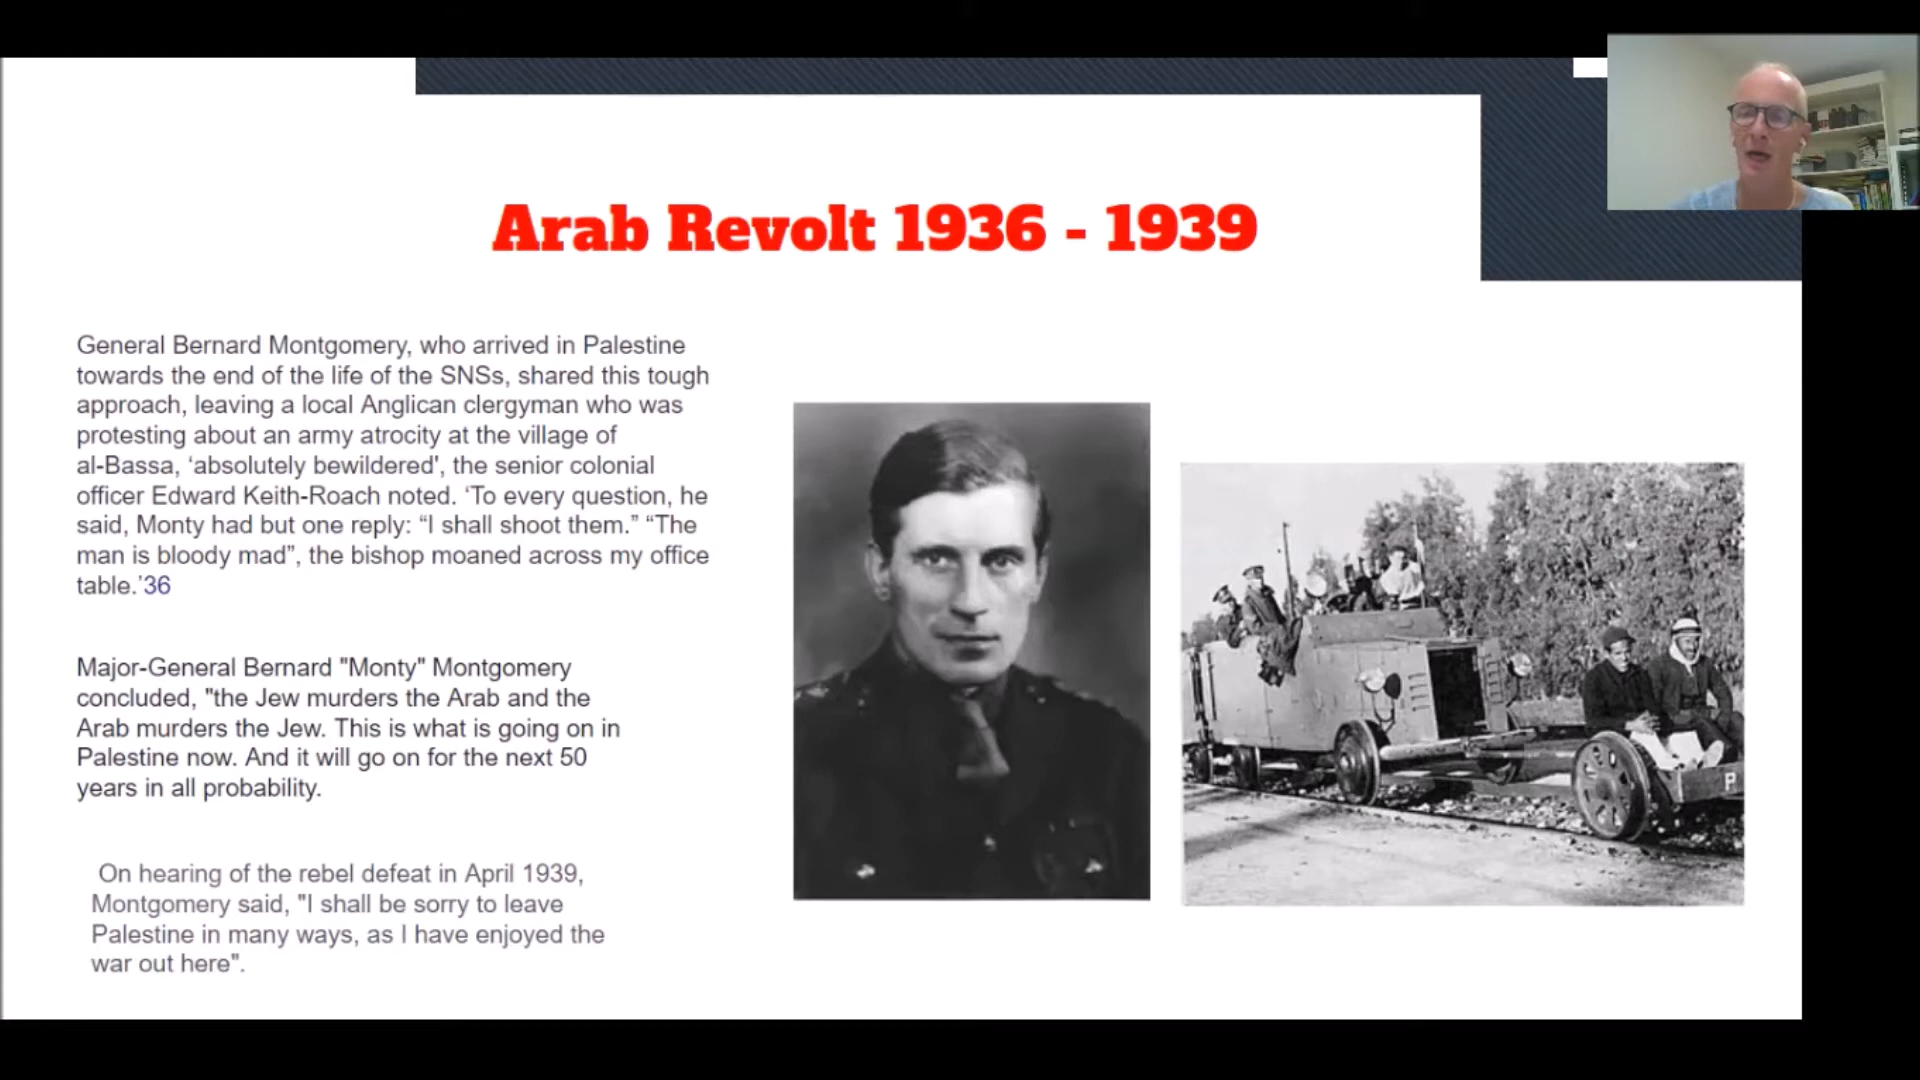 Arab Revolt 1936 - 1939
General Bernard Montgomery, who arrived in Palestine
towards the end of the life of the SNSs, shared this tough
approach, leaving a local Anglican clergyman who was
protesting about an army atrocity at the village of
al-Bassa, ‘absolutely bewildered', the senior colonial
officer Edward Keith-Roach noted. ‘To every question, he
said, Monty had but one reply: “I shall shoot them.” “The
man is bloody mad”, the bishop moaned across my office
table.’36
Major-General Bernard "Monty" Montgomery
concluded, "the Jew murders the Arab and the
Arab murders the Jew. This is what is going on in
Palestine now. And it will go on for the next 50
years in all probability.
On hearing of the rebel defeat in April 1939,
Montgomery said, "I shall be sorry to leave
Palestine in many ways, as I have enjoyed the
war out here".
P